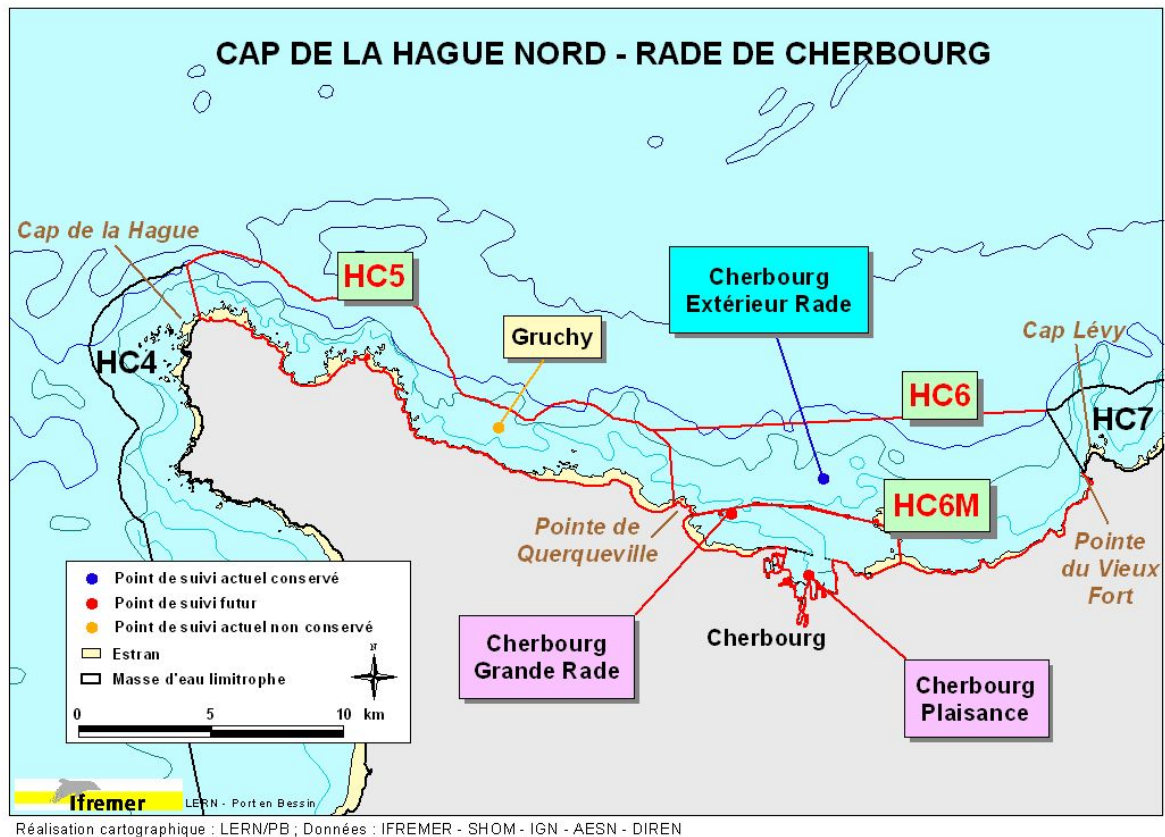 CAP DE LA HAGUE NORD - RADE DE CHERBOURG
Cap de la Hague
HC5
Cherbourg
Extérieur Rade
Gruchy
Cap Lévy
HC4
HC6
HC7
HC6M
Pointe de
Querqueville
Pointe
du Vieux
Fort
Point de suivi actuel conservé
Point de suivi futur
Point de suivi actuel non conservé
Estran
Masse d'eau limitrophe
N
0 5 10 km
Cherbourg
Cherbourg
Grande Rade
Cherbourg
Plaisance
Ifremer
LERN - Port en Bessin
Réalisation cartographique : LERN/PB ; Données : IFREMER - SHOM - IGN - AESN - DIREN